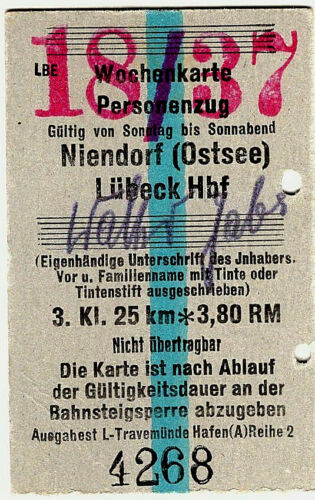 18/37
LBE
Wochenkarte
Personenzug
Gültig von Sonntag bis Sonnabend
Niendorf (Ostsee)
Lübeck Hbf
Walter Jabs
(Eigenhändige Unterschrift des Jnhabers.
Vor u. Familienname mit Tinte oder
Tintenstift ausgeschrieben)
3. Kl. 25 km*3,80 RM
Nicht übertragbar
Die Karte ist nach Ablauf
der Gültigkeitsdauer an der
Bahnsteigsperre abzugeben
Ausgabest L-Travemünde Hafen(A)Reihe 2
4268